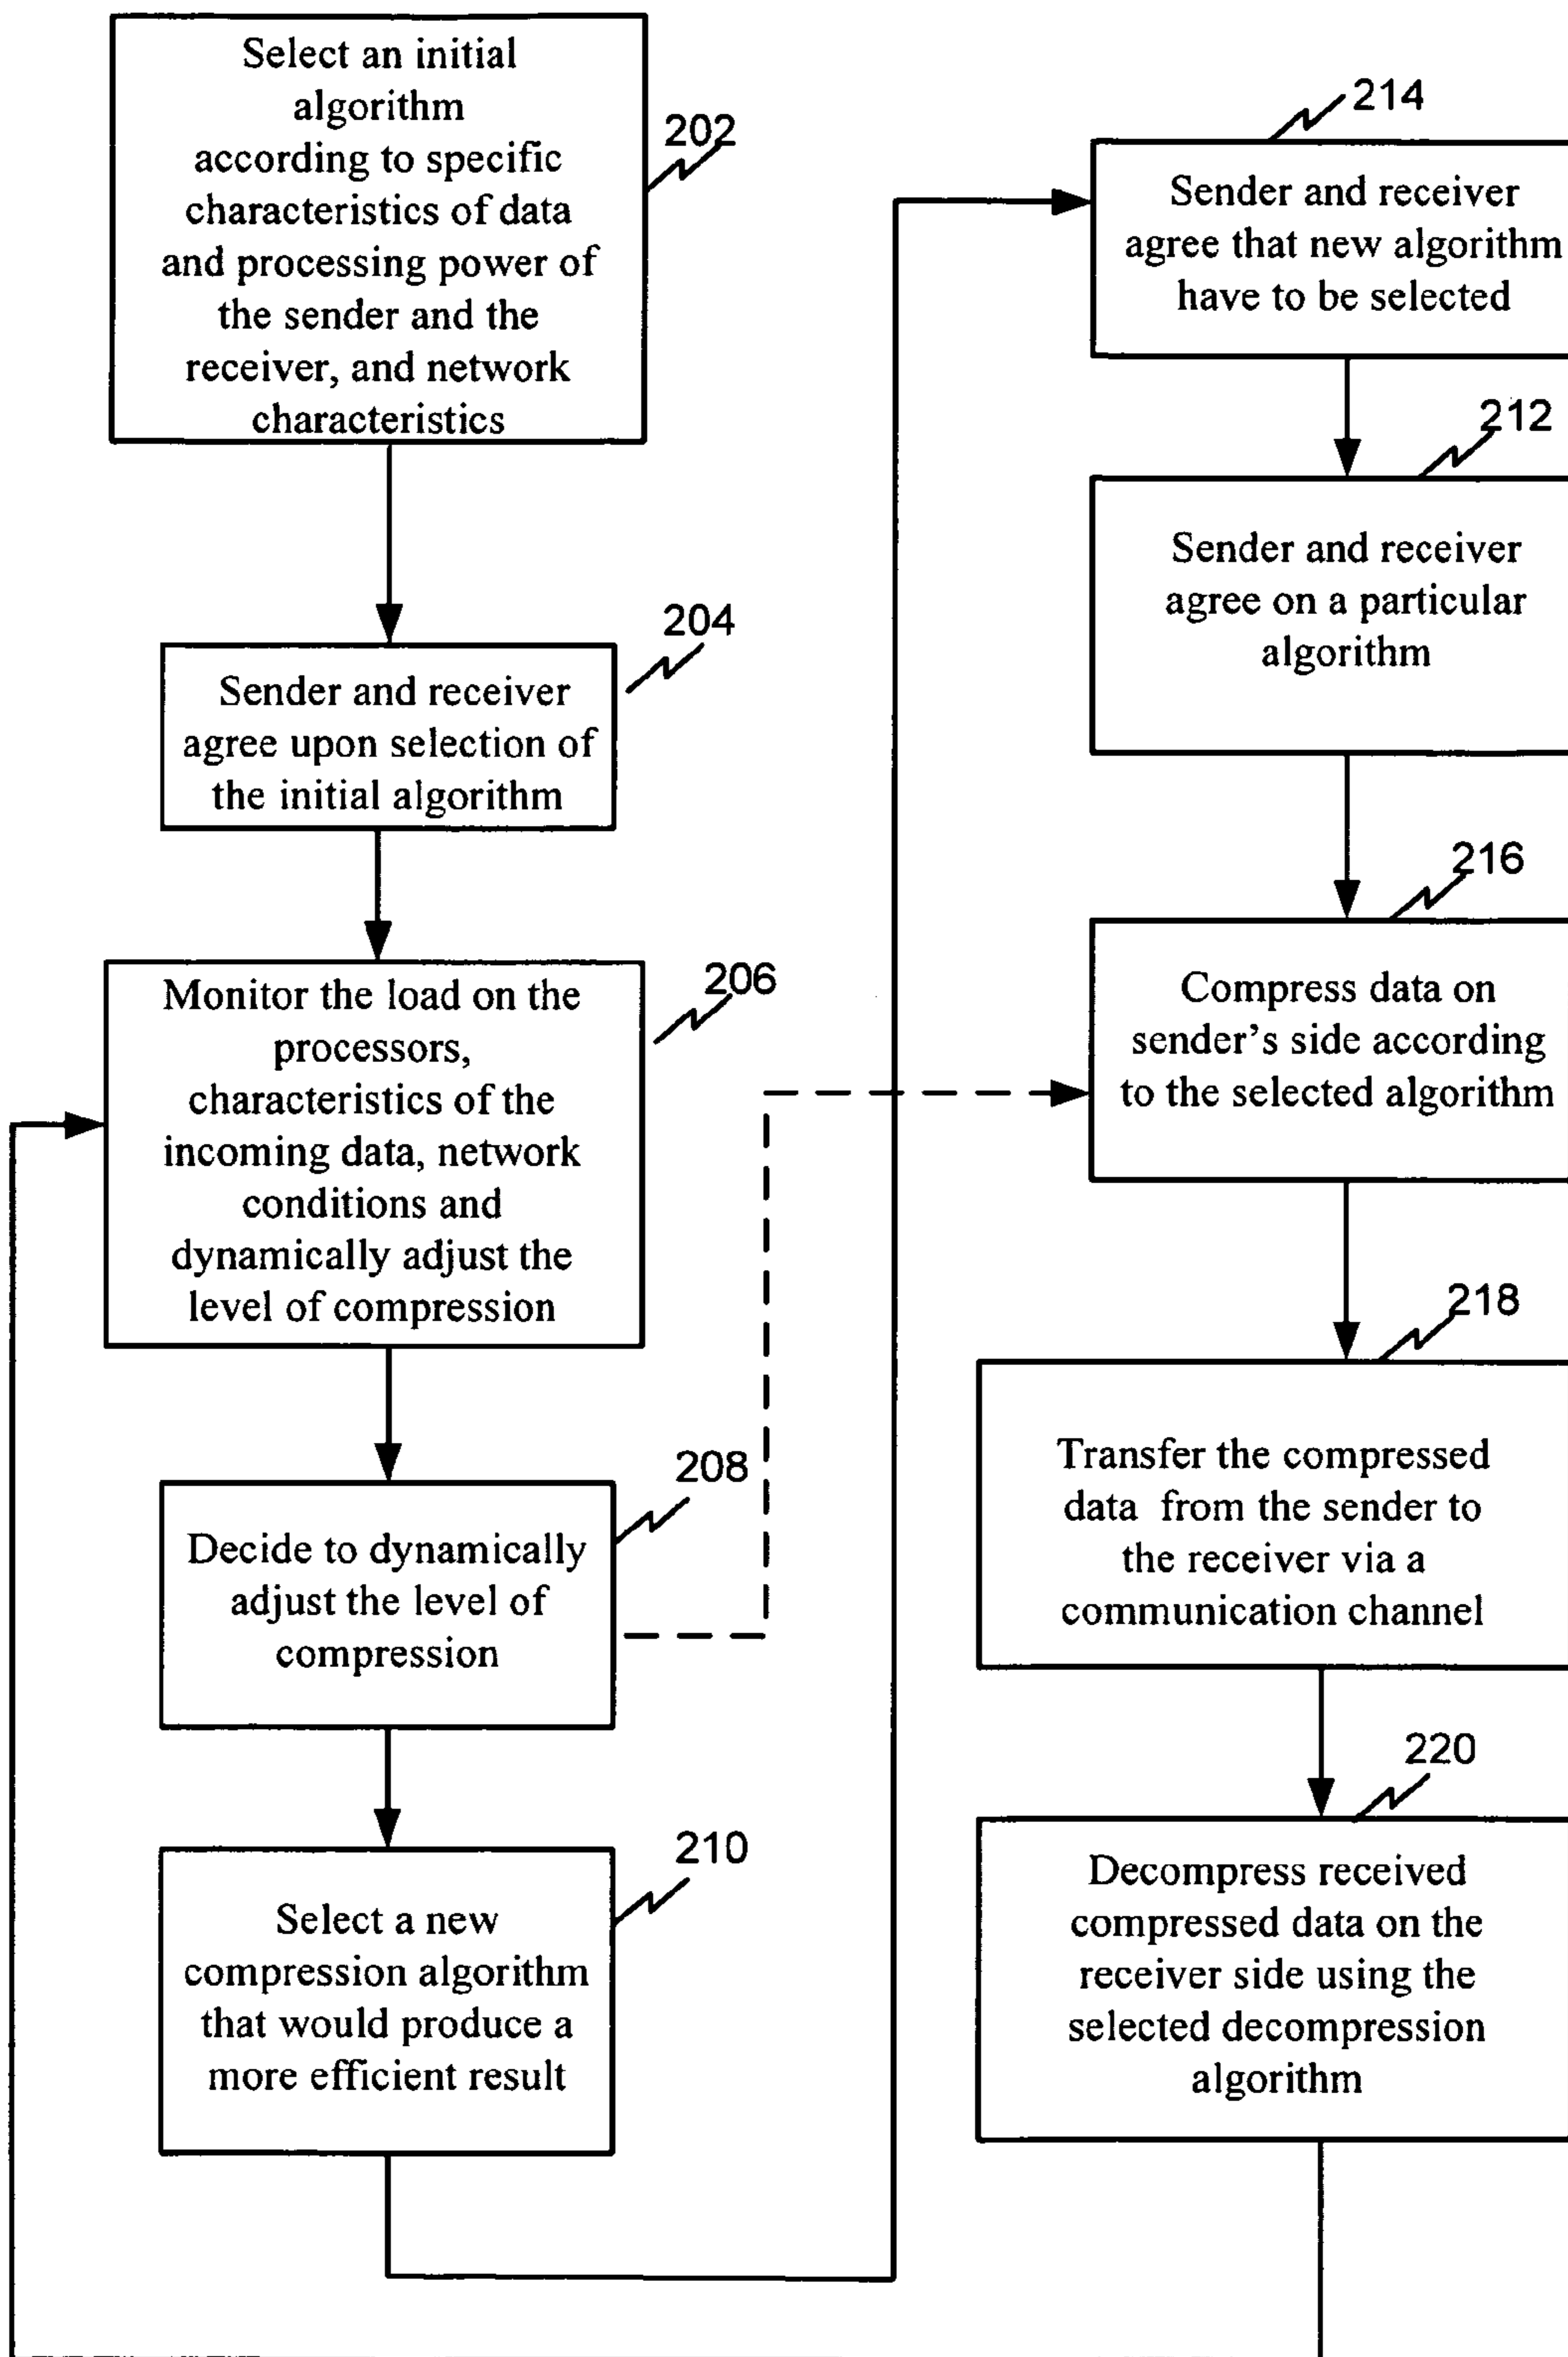 Select an initial
algorithm
according to specific
characteristics of data
and processing power of
the sender and the
receiver, and network
characteristics
202
204
Sender and receiver
agree upon selection of
the initial algorithm
206
Monitor the load on the
processors,
characteristics of the
incoming data, network
conditions and
dynamically adjust the
level of compression
208
Decide to dynamically
adjust the level of
compression
210
Select a new
compression algorithm
that would produce a
more efficient result
214
Sender and receiver
agree that new algorithm
have to be selected
212
Sender and receiver
agree on a particular
algorithm
216
Compress data on
sender's side according
to the selected algorithm
218
Transfer the compressed
data from the sender to
the receiver via a
communication channel
220
Decompress received
compressed data on the
receiver side using the
selected decompression
algorithm